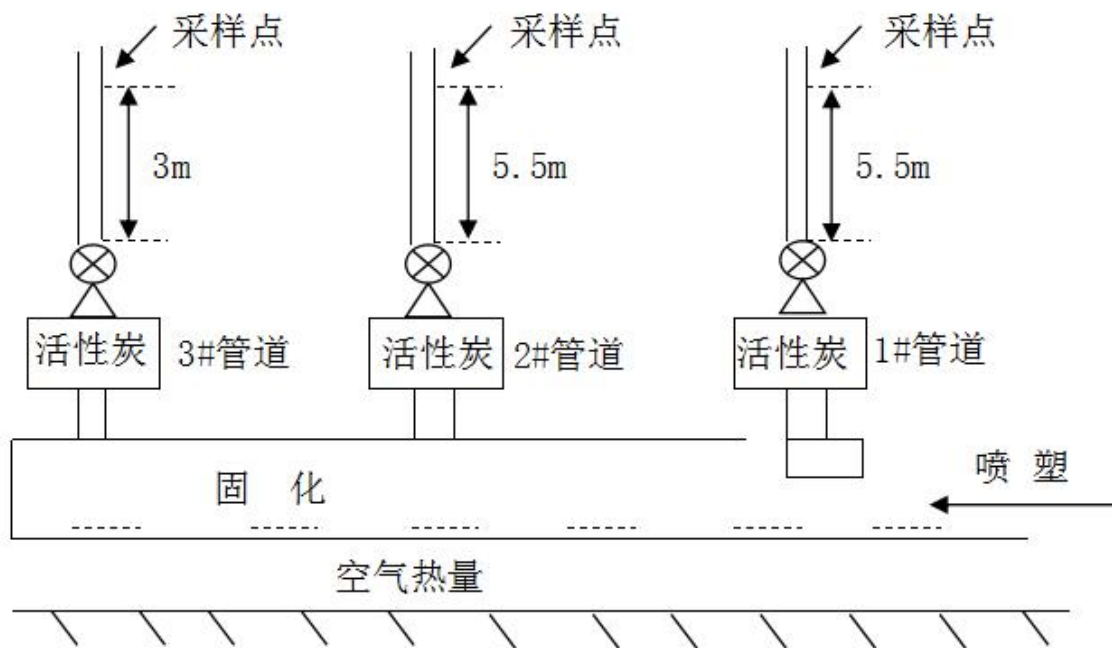 采样点
采样点
采样点
3m
5.5m
5.5m
活性炭
3#管道
活性炭
2#管道
活性炭
1#管道
固 化
喷 塑
空气热量